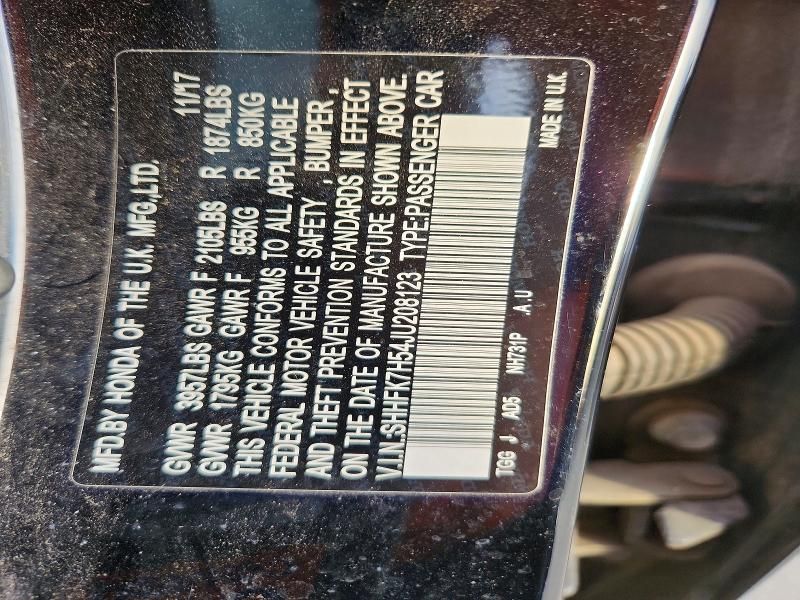 MFD.BY HONDA OF THE U.K. MFG.,LTD.
11/17
GVWR 3957LBS GAWR F 2105LBS R 1874LBS
GVWR 1795KG GAWR F 955KG R 850KG
THIS VEHICLE CONFORMS TO ALL APPLICABLE
FEDERAL MOTOR VEHICLE SAFETY , BUMPER ,
AND THEFT PREVENTION STANDARDS IN EFFECT
ON THE DATE OF MANUFACTURE SHOWN ABOVE.
V.I.N.:SHHFK7H54JU208123 TYPE:PASSENGER CAR
TGG J AD5 NH731P A U
MADE IN U.K.